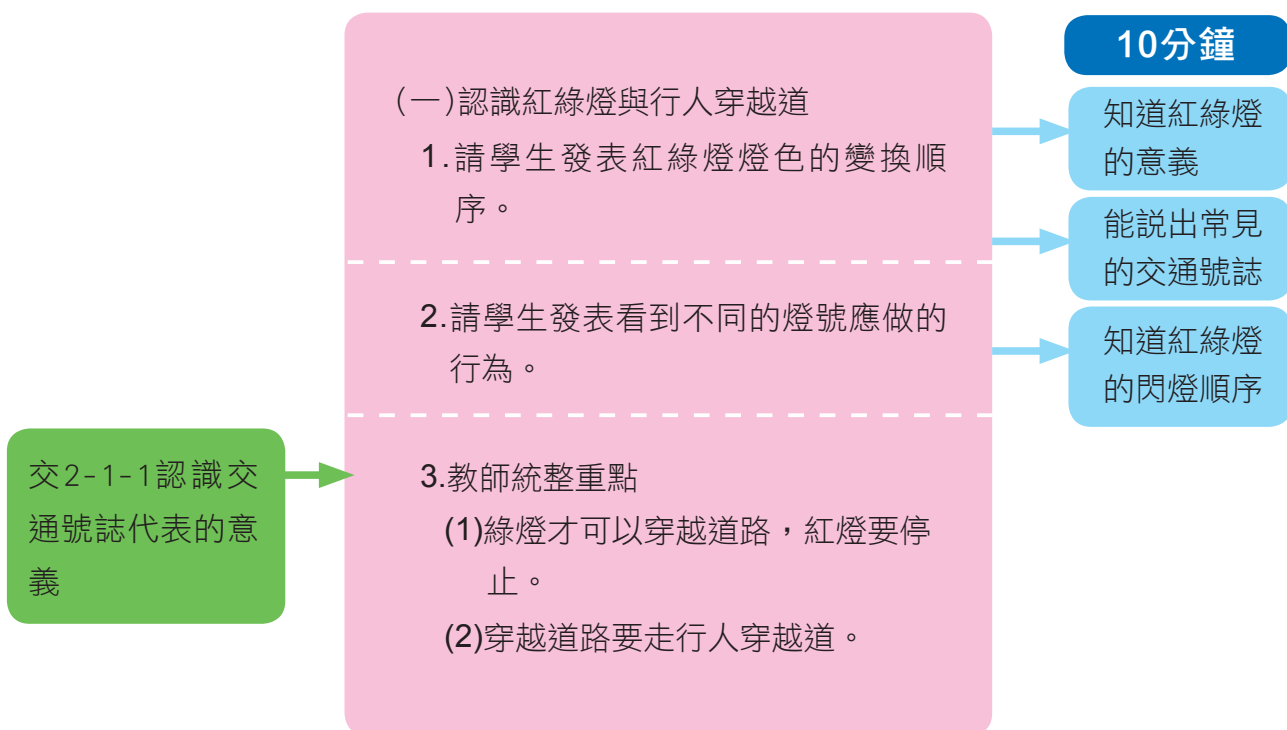 交2-1-1認識交
通號誌代表的意
義
(一)認識紅綠燈與行人穿越道
1.請學生發表紅綠燈燈色的變換順
序。
2.請學生發表看到不同的燈號應做的
行為。
3.教師統整重點
(1)綠燈才可以穿越道路，紅燈要停
止。
(2)穿越道路要走行人穿越道。
10分鐘
知道紅綠燈
的意義
能說出常見
的交通號誌
知道紅綠燈
的閃燈順序